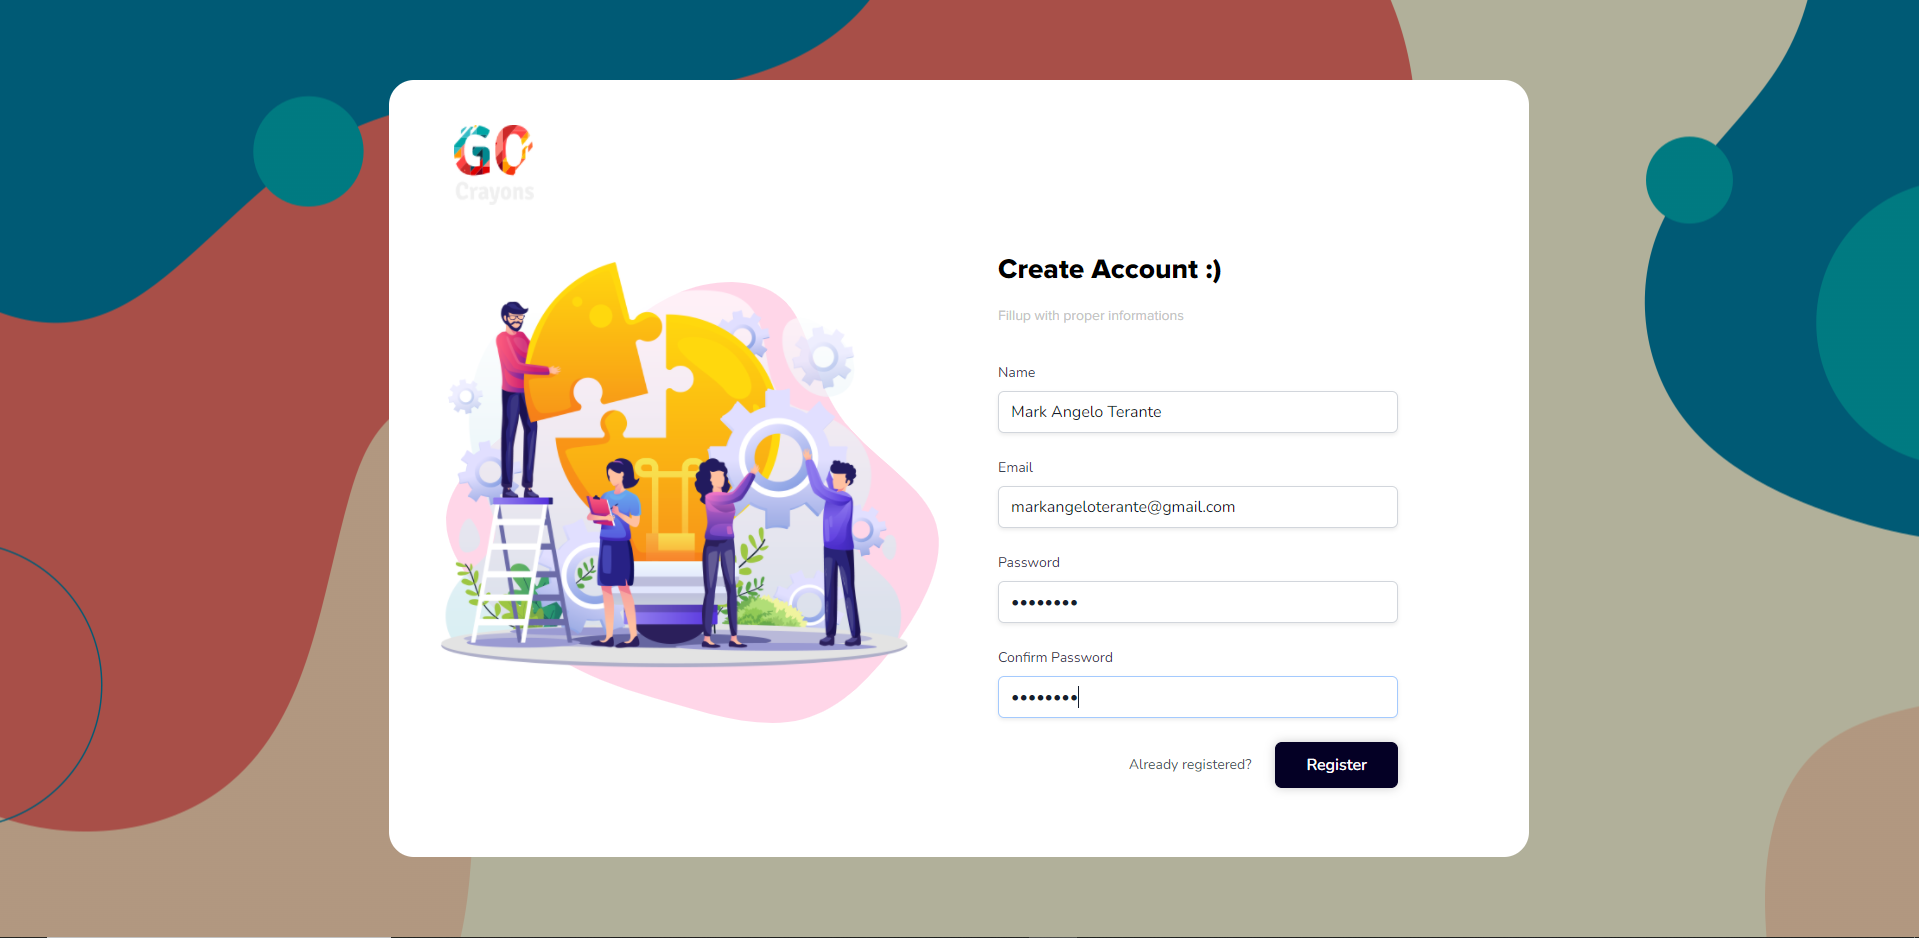 GO
Crayons
Create Account :)
Fillup with proper informations
Name
Mark Angelo Terante
Email
markangeloterante@gmail.com
Password
••••••••
Confirm Password
••••••••
Already registered?
Register